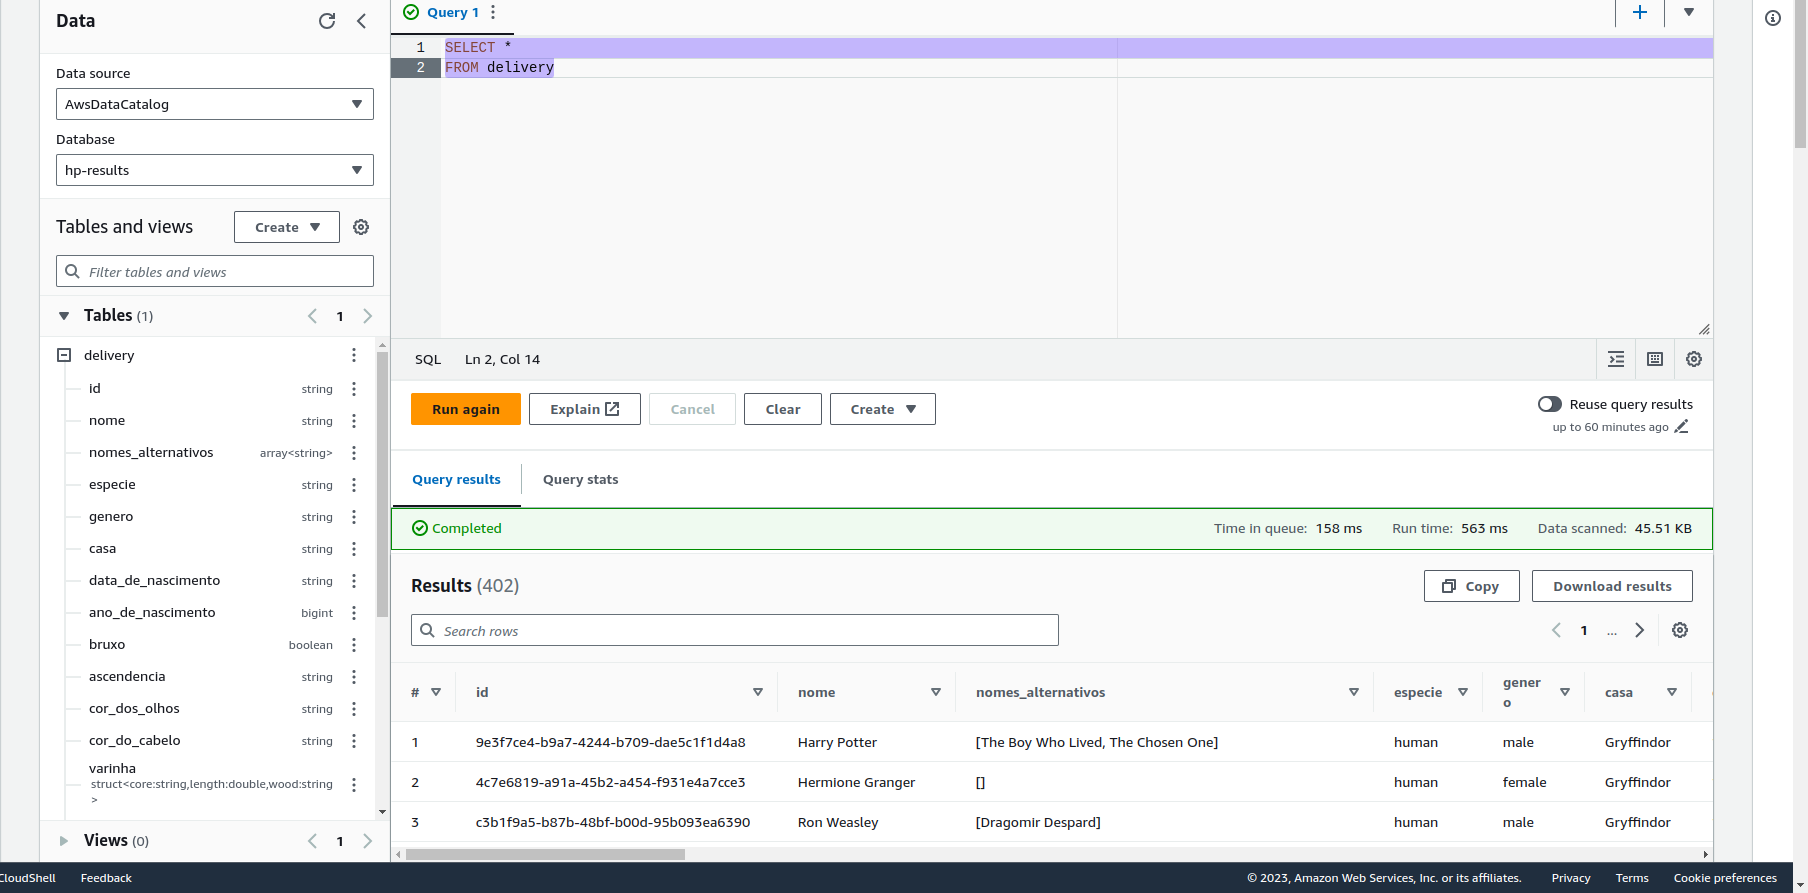 Data
Data source
AwsDataCatalog
Database
hp-results
Tables and views
Create
Filter tables and views
Tables (1)
1
delivery
id string
nome string
nomes_alternativos array<string>
especie string
genero string
casa string
data_de_nascimento string
ano_de_nascimento bigint
bruxo boolean
ascendencia string
cor_dos_olhos string
cor_do_cabelo string
varinha
struct<core:string,length:double,wood:string
>
Views (0)
1
Query 1
1 SELECT *
2 FROM delivery
SQL Ln 2, Col 14
Run again Explain Cancel Clear Create
Reuse query results
up to 60 minutes ago
Query results Query stats
Completed Time in queue: 158 ms Run time: 563 ms Data scanned: 45.51 KB
Results (402) Copy Download results
Search rows 1 ...
# id nome nomes_alternativos especie gener
o casa
1 9e3f7ce4-b9a7-4244-b709-dae5c1f1d4a8 Harry Potter [The Boy Who Lived, The Chosen One] human male Gryffindor
2 4c7e6819-a91a-45b2-a454-f931e4a7cce3 Hermione Granger [] human female Gryffindor
3 c3b1f9a5-b87b-48bf-b00d-95b093ea6390 Ron Weasley [Dragomir Despard] human male Gryffindor
CloudShell Feedback © 2023, Amazon Web Services, Inc. or its affiliates. Privacy Terms Cookie preferences